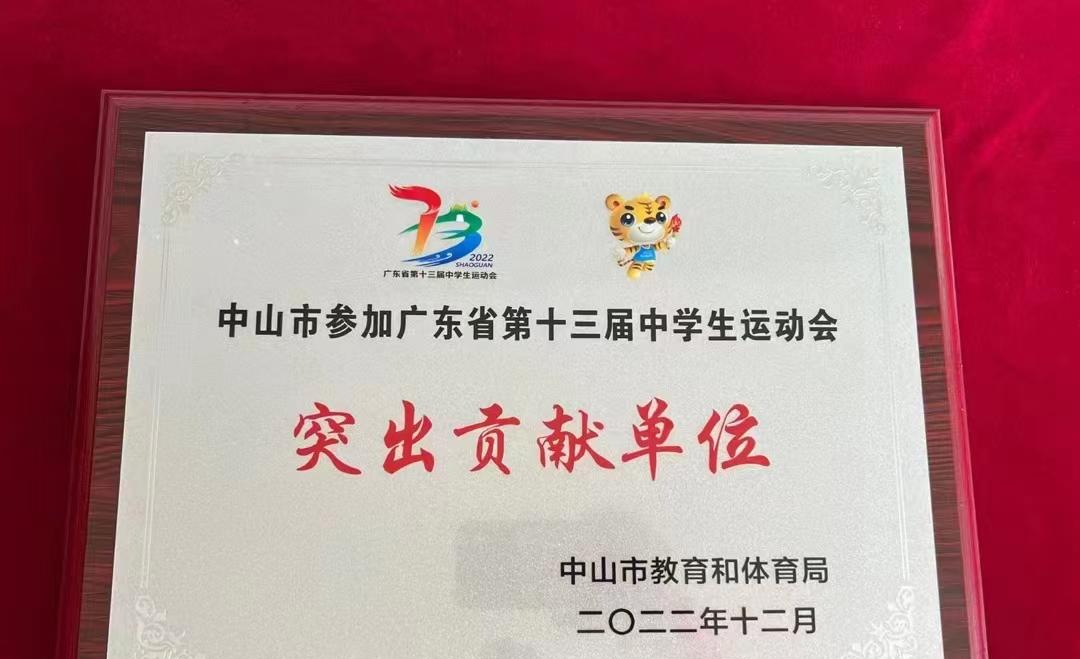 2022
SHAOGUAN
广东省第十三届中学生运动会
中山市参加广东省第十三届中学生运动会
突出贡献单位
中山市教育和体育局
二〇二二年十二月